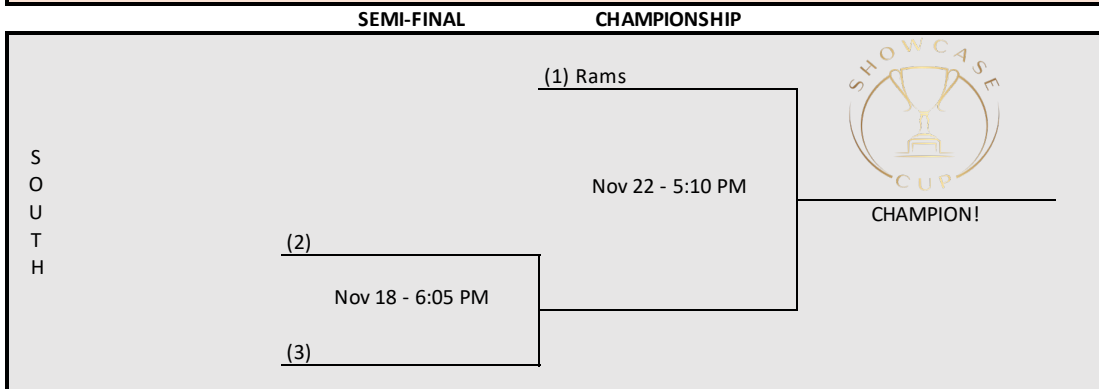 SEMI-FINAL CHAMPIONSHIP
SHOWCASE
CUP
(1) Rams
SOUTH
Nov 22 - 5:10 PM
CHAMPION!
(2)
Nov 18 - 6:05 PM
(3)